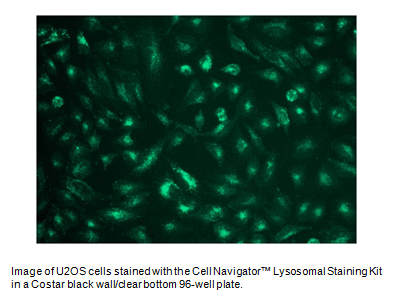 Image of U2OS cells stained with the Cell Navigator™ Lysosomal Staining Kit
in a Costar black wall/clear bottom 96-well plate.